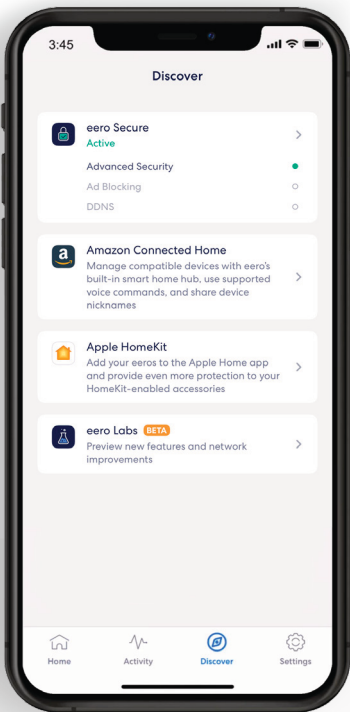 3:45
Discover
eero Secure
Active
Advanced Security
Ad Blocking
DDNS
a
Amazon Connected Home
Manage compatible devices with eero's
built-in smart home hub, use supported
voice commands, and share device
nicknames
Apple HomeKit
Add your eeros to the Apple Home app
and provide even more protection to your
HomeKit-enabled accessories
eero Labs BETA
Preview new features and network
improvements
Home Activity Discover Settings